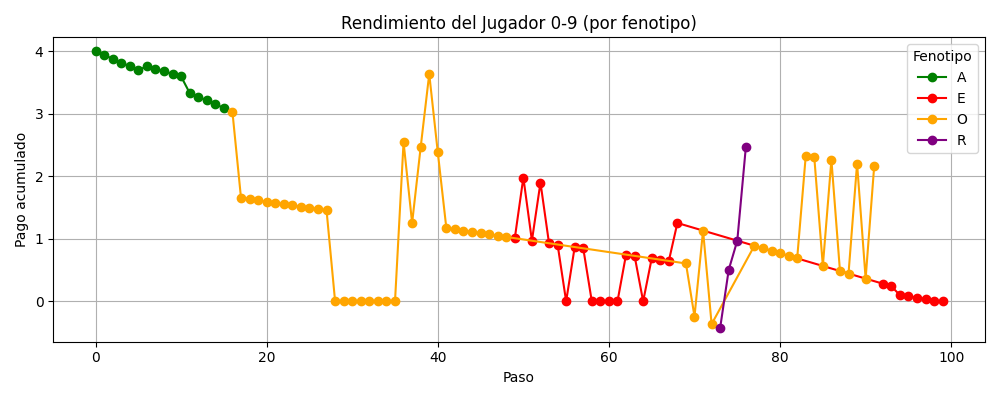 Rendimiento del Jugador 0-9 (por fenotipo)
Pago acumulado
4
3
2
1
0
0
20
40
60
80
100
Paso
Fenotipo
A
E
O
R